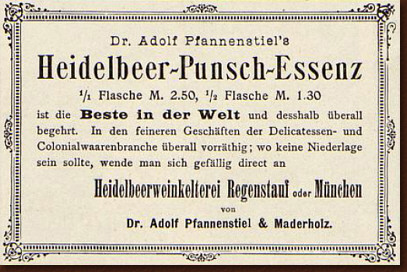 Dr. Adolf Pfannenstiel's
Heidelbeer-Punsch-Essenz
1/1 Flasche M. 2.50, 1/2 Flasche M. 1.30
ist die Beste in der Welt und desshalb überall
begehrt. In den feineren Geschäften der Delicatessen- und
Colonialwaarenbranche überall vorräthig; wo keine Niederlage
sein sollte, wende man sich gefällig direct an
Heidelbeerweinkelterei Regenstauf oder München
von
Dr. Adolf Pfannenstiel & Maderholz.